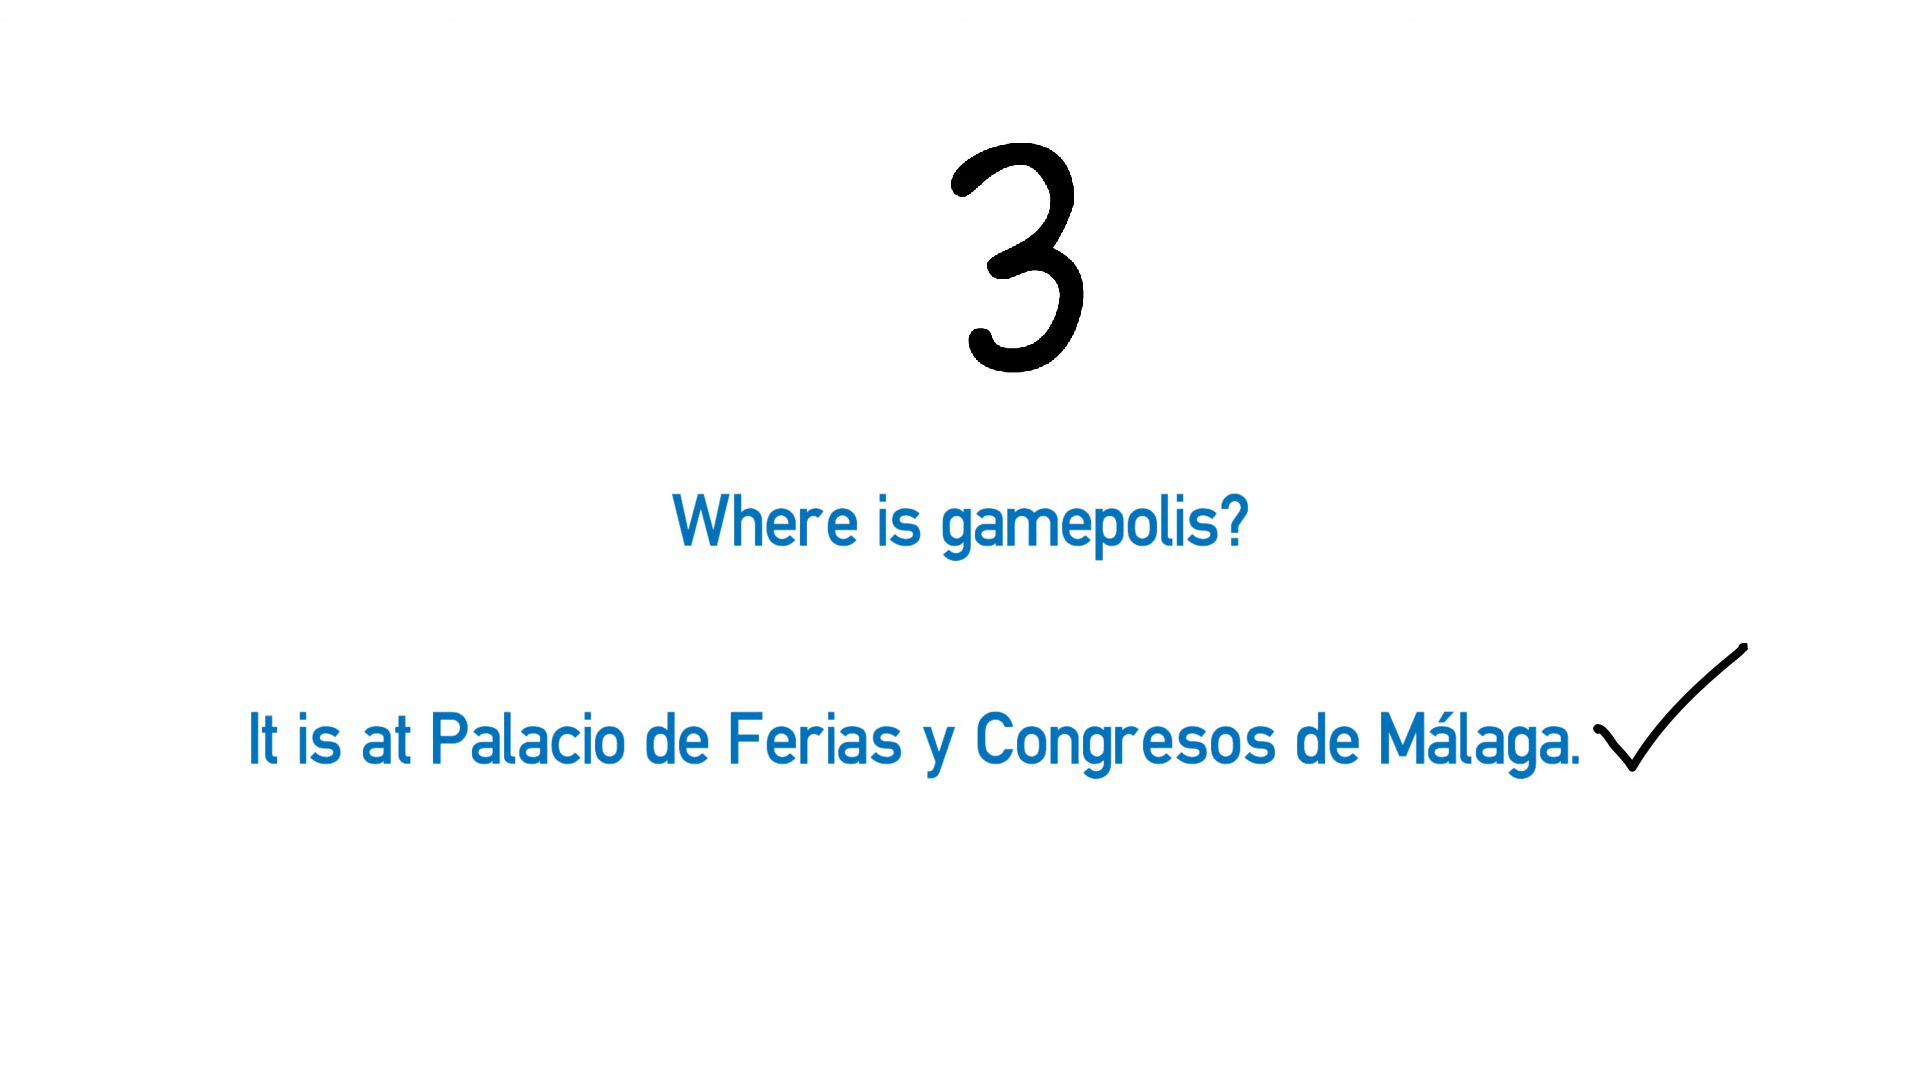 3
Where is gamepolis?
It is at Palacio de Ferias y Congresos de Málaga.